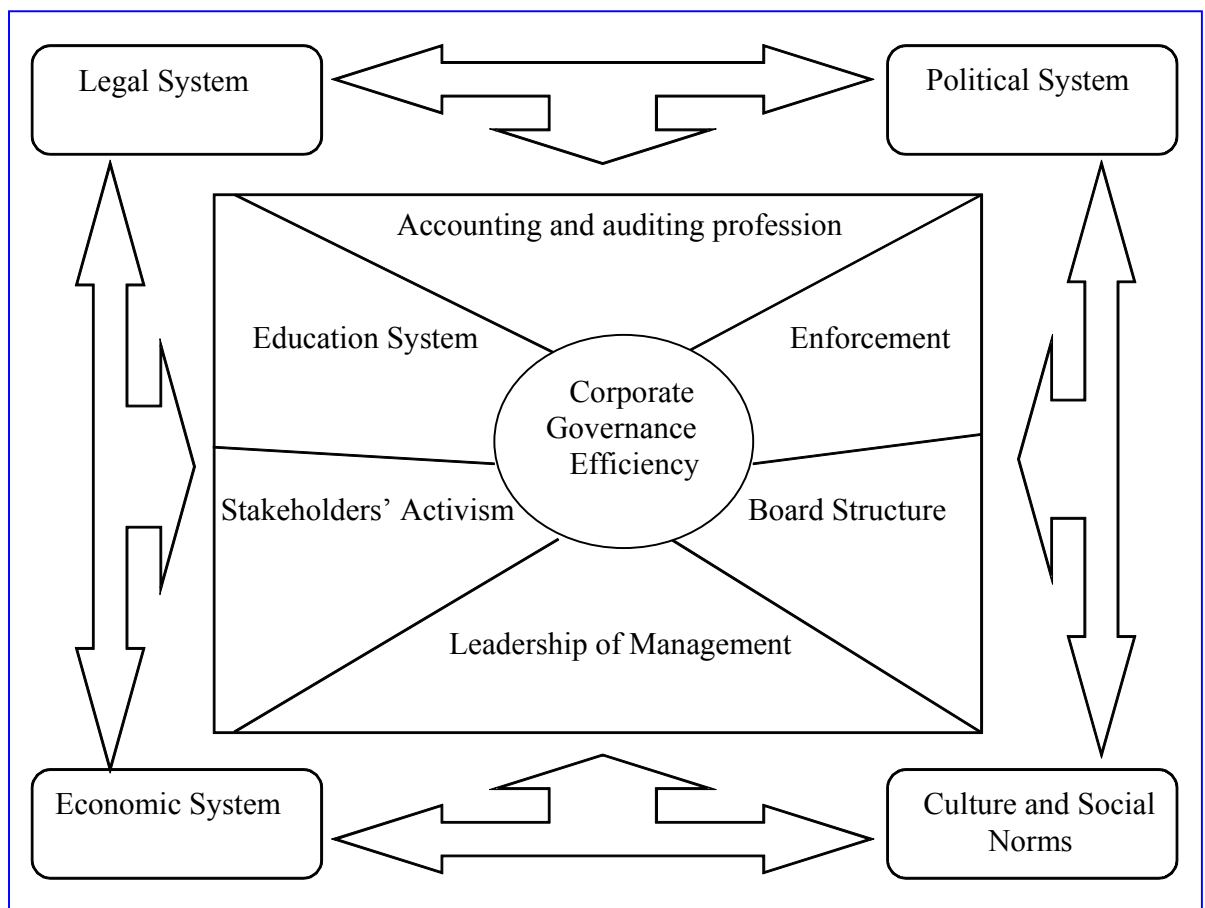 Legal System
Political System
Accounting and auditing profession
Education System
Enforcement
Corporate
Governance
Efficiency
Stakeholders’ Activism
Board Structure
Leadership of Management
Economic System
Culture and Social
Norms